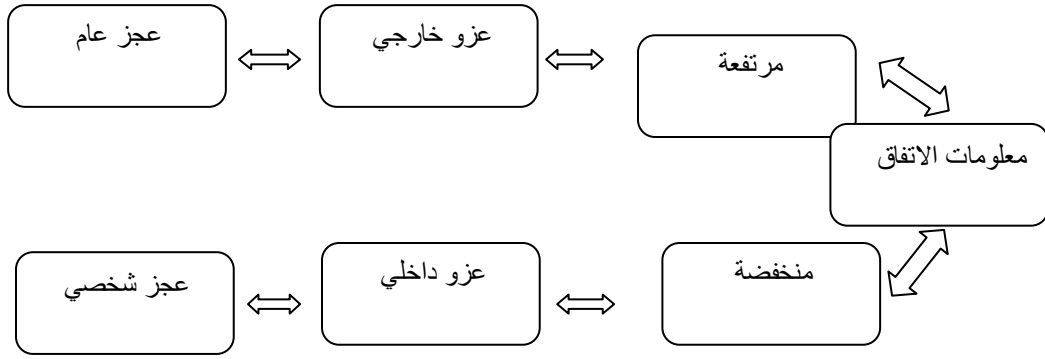 عجز عام
عزو خارجي
مرتفعة
معلومات الاتفاق
منخفضة
عزو داخلي
عجز شخصي